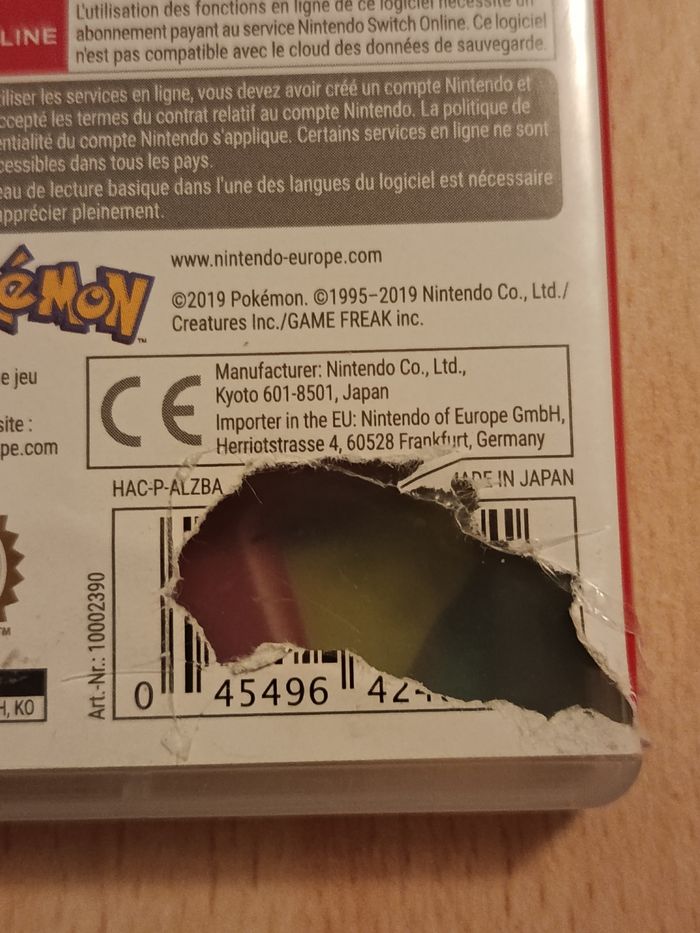 LINE
L'utilisation des fonctions en ligne de ce logiciel nécessite un
abonnement payant au service Nintendo Switch Online. Ce logiciel
n'est pas compatible avec le cloud des données de sauvegarde.
iliser les services en ligne, vous devez avoir créé un compte Nintendo et
ccepté les termes du contrat relatif au compte Nintendo. La politique de
entialité du compte Nintendo s'applique. Certains services en ligne ne sont
cessibles dans tous les pays.
eau de lecture basique dans l'une des langues du logiciel est nécessaire
apprécier pleinement.
éMON
TM
www.nintendo-europe.com
©2019 Pokémon. ©1995–2019 Nintendo Co., Ltd./
Creatures Inc./GAME FREAK inc.
e jeu
site :
pe.com
CE
Manufacturer: Nintendo Co., Ltd.,
Kyoto 601-8501, Japan
Importer in the EU: Nintendo of Europe GmbH,
Herriotstrasse 4, 60528 Frankfurt, Germany
HAC-P-ALZBA
ADE IN JAPAN
Art.-Nr.: 10002390
0 45496 42
TM
H, KO